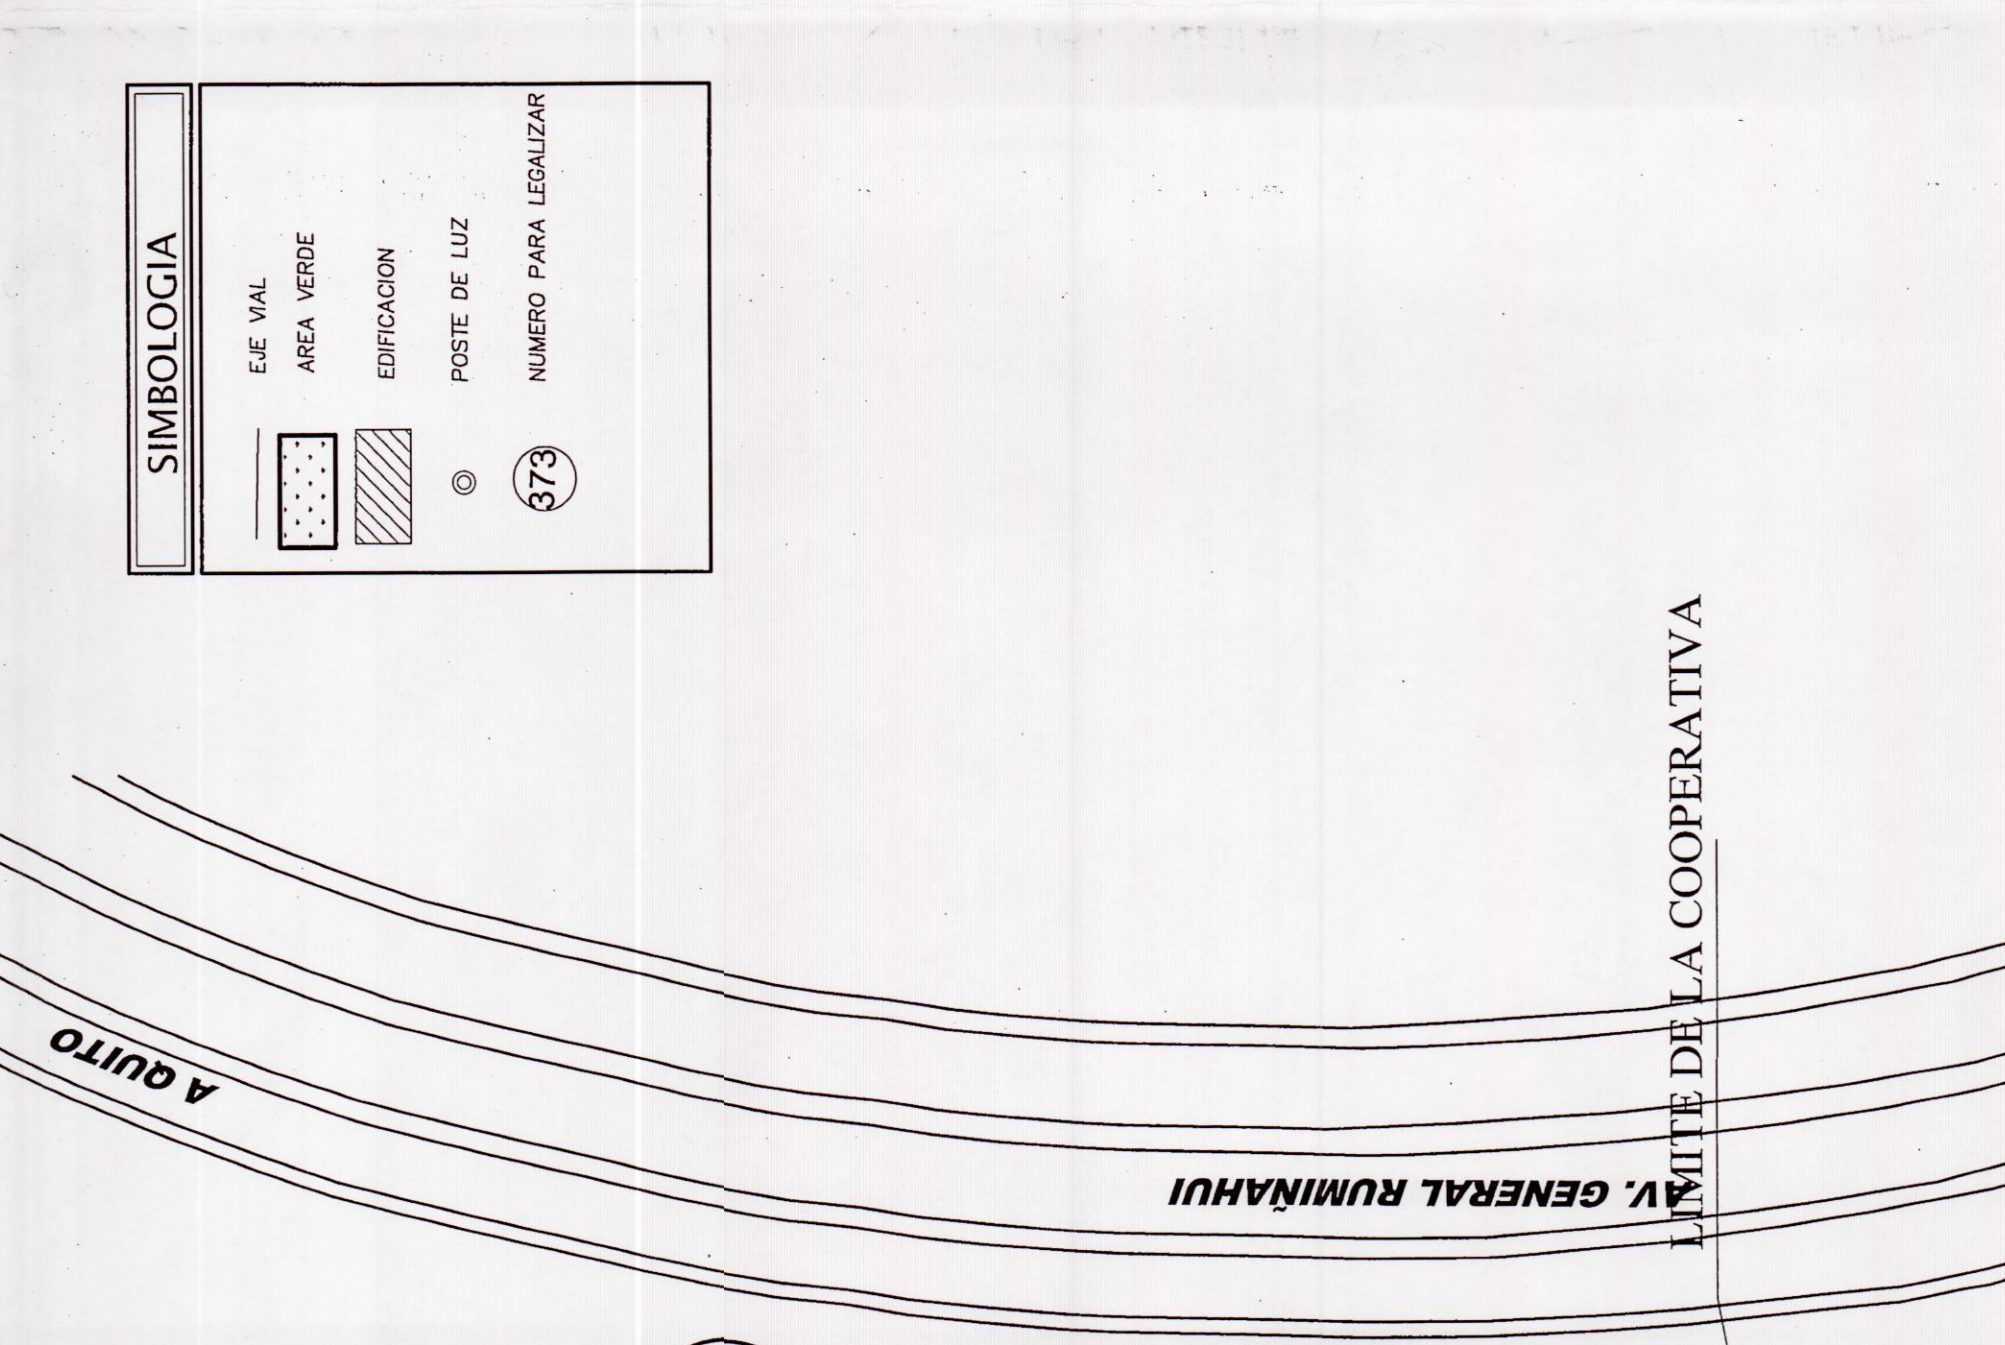 SIMBOLOGIA
EJE VIAL
AREA VERDE
EDIFICACION
POSTE DE LUZ
373 NUMERO PARA LEGALIZAR
A QUITO
AV. GENERAL RUMIÑAHUI
LIMITE DE LA COOPERATIVA